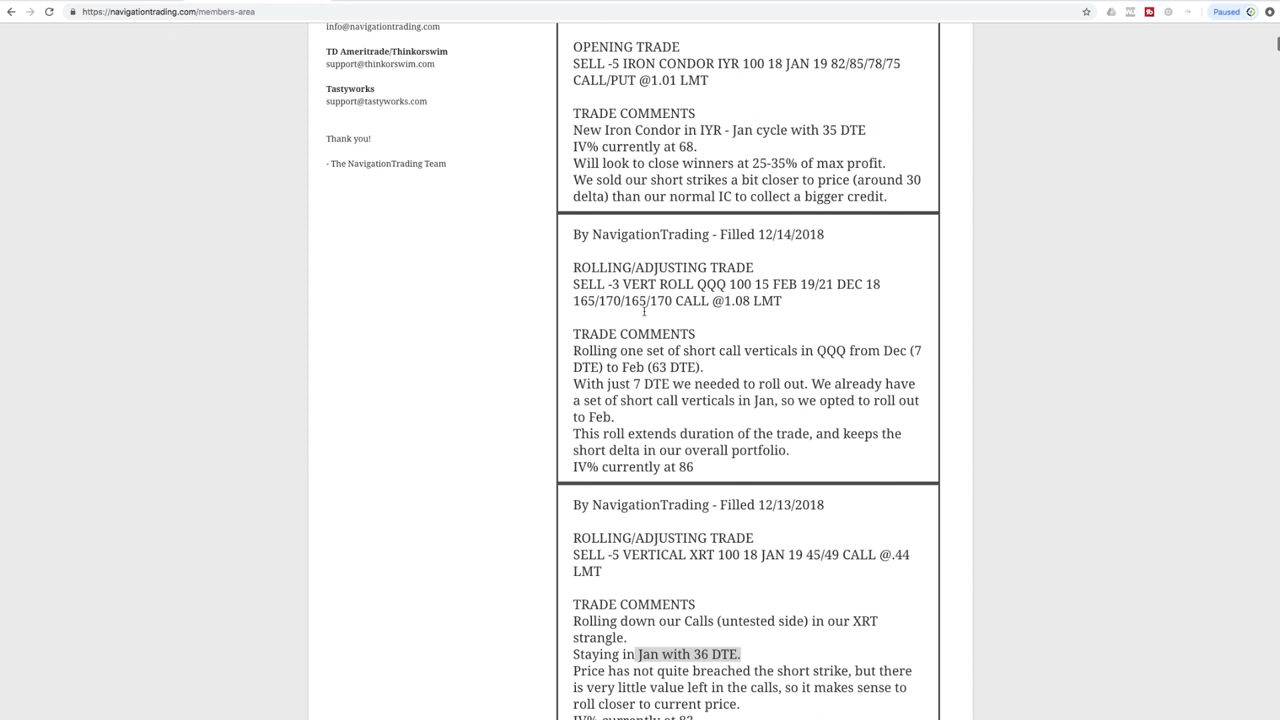 https://navigationtrading.com/members-area
Paused
info@navigationtrading.com
TD Ameritrade/Thinkorswim
support@thinkorswim.com
Tastyworks
support@tastyworks.com
Thank you!
- The NavigationTrading Team
OPENING TRADE
SELL -5 IRON CONDOR IYR 100 18 JAN 19 82/85/78/75
CALL/PUT @1.01 LMT
TRADE COMMENTS
New Iron Condor in IYR - Jan cycle with 35 DTE
IV% currently at 68.
Will look to close winners at 25-35% of max profit.
We sold our short strikes a bit closer to price (around 30
delta) than our normal IC to collect a bigger credit.
By NavigationTrading - Filled 12/14/2018
ROLLING/ADJUSTING TRADE
SELL -3 VERT ROLL QQQ 100 15 FEB 19/21 DEC 18
165/170/165/170 CALL @1.08 LMT
TRADE COMMENTS
Rolling one set of short call verticals in QQQ from Dec (7
DTE) to Feb (63 DTE).
With just 7 DTE we needed to roll out. We already have
a set of short call verticals in Jan, so we opted to roll out
to Feb.
This roll extends duration of the trade, and keeps the
short delta in our overall portfolio.
IV% currently at 86
By NavigationTrading - Filled 12/13/2018
ROLLING/ADJUSTING TRADE
SELL -5 VERTICAL XRT 100 18 JAN 19 45/49 CALL @.44
LMT
TRADE COMMENTS
Rolling down our Calls (untested side) in our XRT
strangle.
Staying in Jan with 36 DTE.
Price has not quite breached the short strike, but there
is very little value left in the calls, so it makes sense to
roll closer to current price.
IV% currently at 83